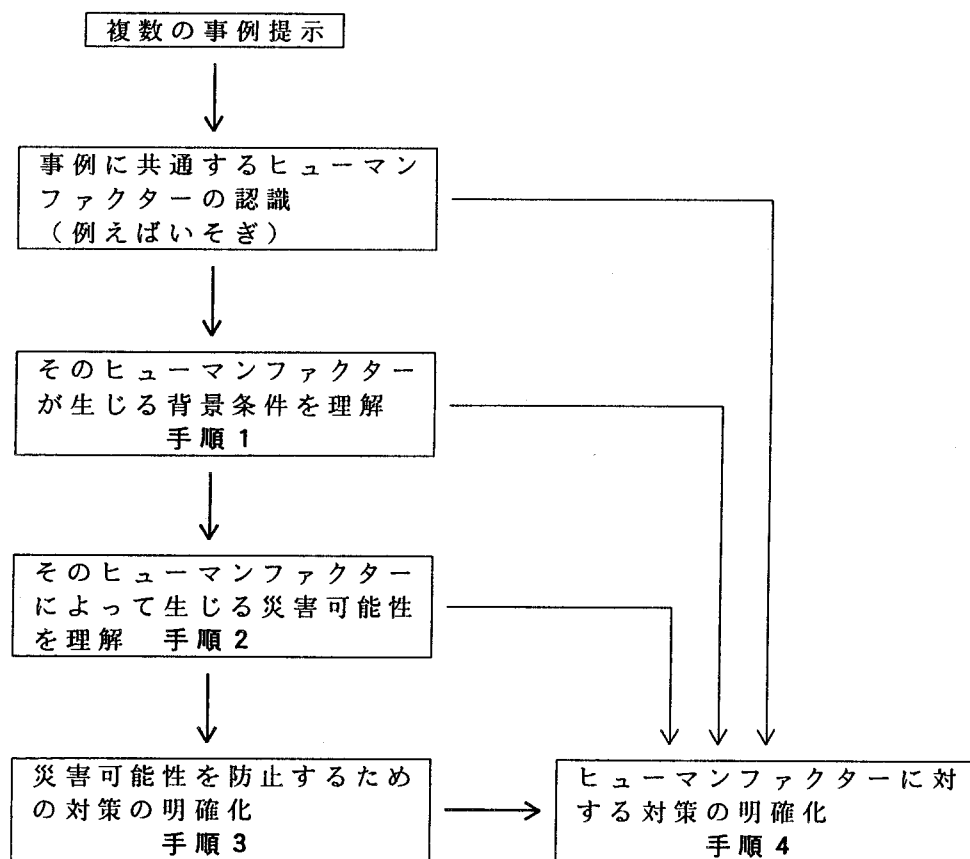 複数の事例提示
事例に共通するヒューマン
ファクターの認識
(例えばいそぎ)
そのヒューマンファクター
が生じる背景条件を理解
手順1
そのヒューマンファクター
によって生じる災害可能性
を理解 手順2
災害可能性を防止するため
の対策の明確化
手順3
ヒューマンファクターに対
する対策の明確化
手順4